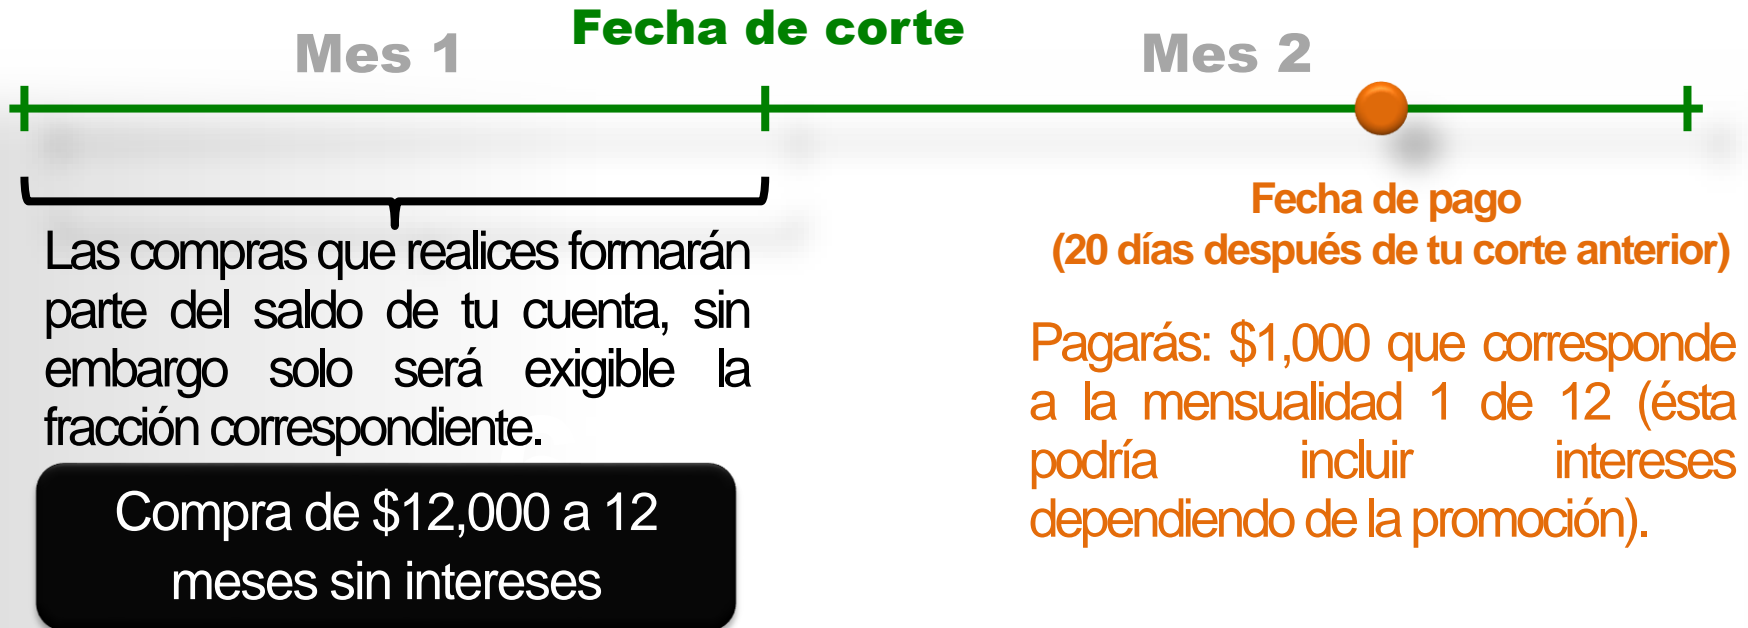 Fecha de corte
Mes 1
Mes 2
Las compras que realices formarán
parte del saldo de tu cuenta, sin
embargo solo será exigible la
fracción correspondiente.
Compra de $12,000 a 12
meses sin intereses
Fecha de pago
(20 días después de tu corte anterior)
Pagarás: $1,000 que corresponde
a la mensualidad 1 de 12 (ésta
podría incluir intereses
dependiendo de la promoción).